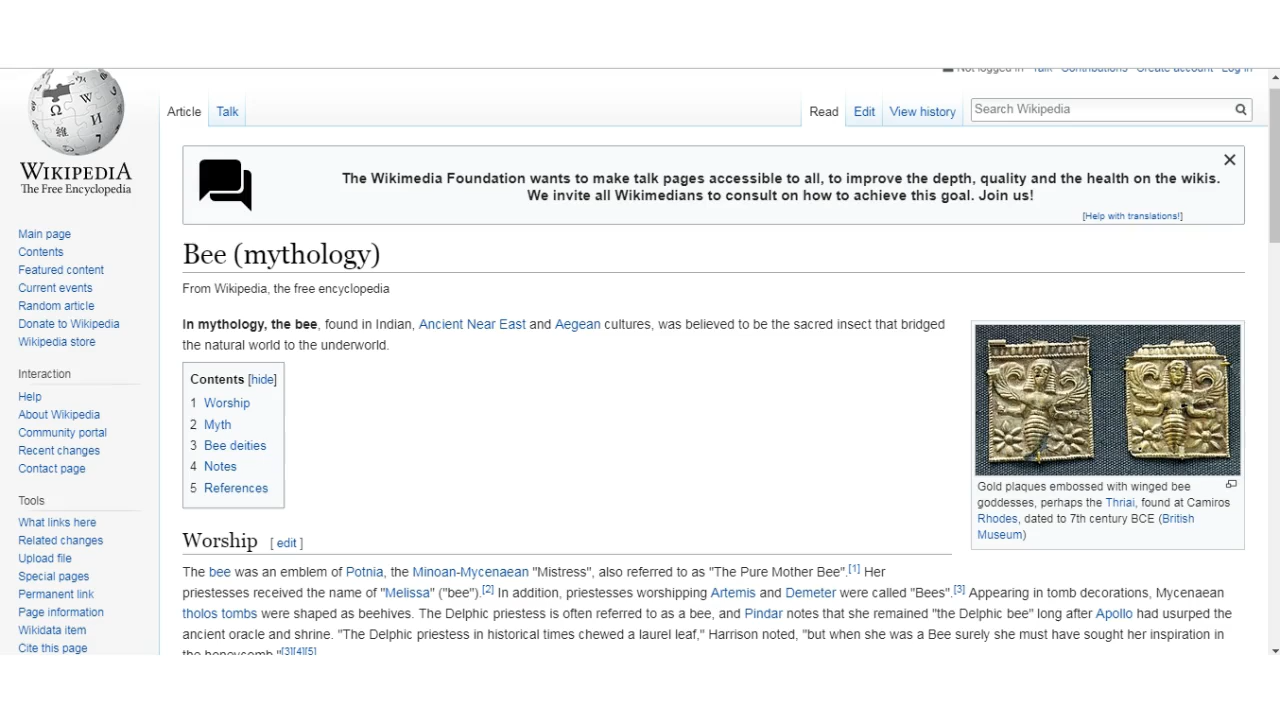 Not logged in Talk Contributions Create account Log in
WIKIPEDIA
The Free Encyclopedia
Main page
Contents
Featured content
Current events
Random article
Donate to Wikipedia
Wikipedia store
Interaction
Help
About Wikipedia
Community portal
Recent changes
Contact page
Tools
What links here
Related changes
Upload file
Special pages
Permanent link
Page information
Wikidata item
Cite this page
Article Talk
Read Edit View history
Search Wikipedia
The Wikimedia Foundation wants to make talk pages accessible to all, to improve the depth, quality and the health on the wikis.
We invite all Wikimedians to consult on how to achieve this goal. Join us!
[Help with translations!]
Bee (mythology)
From Wikipedia, the free encyclopedia
In mythology, the bee, found in Indian, Ancient Near East and Aegean cultures, was believed to be the sacred insect that bridged
the natural world to the underworld.
Contents [hide]
1 Worship
2 Myth
3 Bee deities
4 Notes
5 References
Gold plaques embossed with winged bee
goddesses, perhaps the Thriai, found at Camiros
Rhodes, dated to 7th century BCE (British
Museum)
Worship [ edit ]
The bee was an emblem of Potnia, the Minoan-Mycenaean "Mistress", also referred to as "The Pure Mother Bee".[1] Her
priestesses received the name of "Melissa" ("bee").[2] In addition, priestesses worshipping Artemis and Demeter were called "Bees".[3] Appearing in tomb decorations, Mycenaean
tholos tombs were shaped as beehives. The Delphic priestess is often referred to as a bee, and Pindar notes that she remained "the Delphic bee" long after Apollo had usurped the
ancient oracle and shrine. "The Delphic priestess in historical times chewed a laurel leaf," Harrison noted, "but when she was a Bee surely she must have sought her inspiration in
the honeycomb."[3][4][5]